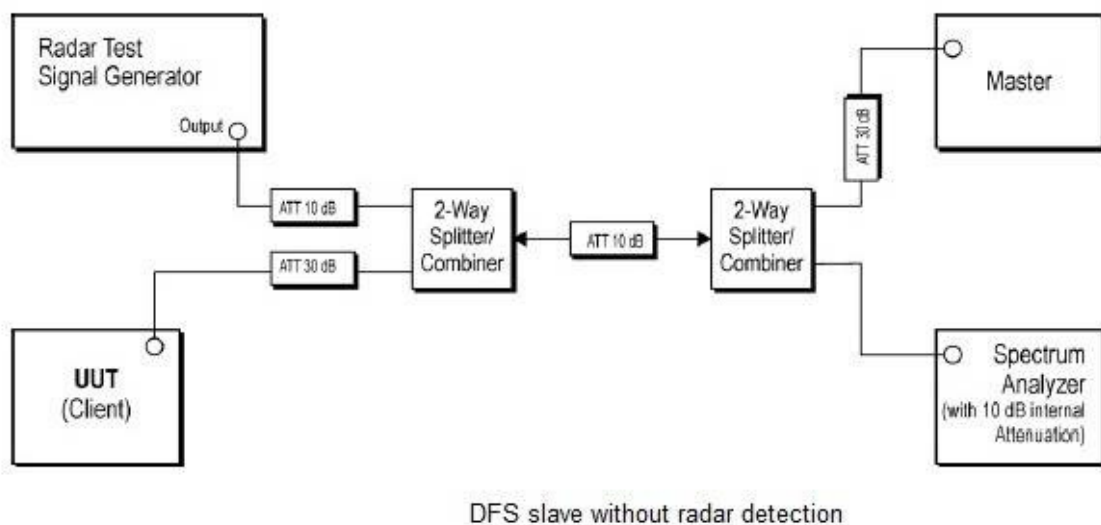 Radar Test
Signal Generator
Output
ATT 10 dB
ATT 30 dB
UUT
(Client)
2-Way
Splitter/
Combiner
ATT 10 dB
2-Way
Splitter/
Combiner
ATT 30 dB
Master
Spectrum
Analyzer
(with 10 dB internal
Attenuation)
DFS slave without radar detection